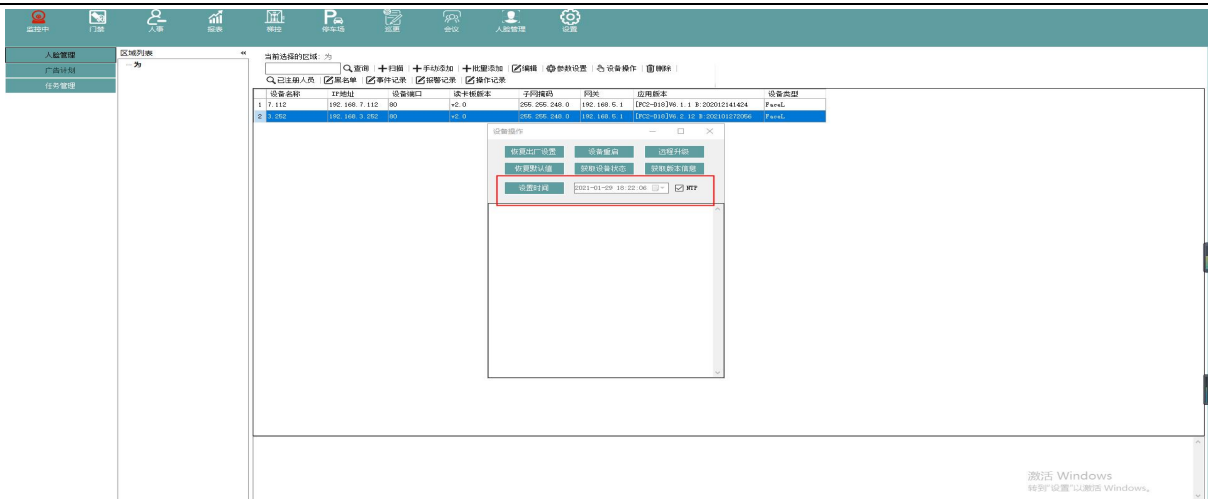 监控中 门禁 人事 报表 梯控 停车场 巡更 会议 人脸管理 设置
人脸管理
广告计划
任务管理
区域列表 «
为
当前选择的区域: 为
查询 扫描 手动添加 批量添加 编辑 参数设置 设备操作 删除
已注册人员 黑名单 事件记录 报警记录 操作记录
设备名称 IP地址 设备端口 读卡板版本 子网掩码 网关 应用版本 设备类型
1 7.112 192.168.7.112 80 v2.0 255.255.248.0 192.168.5.1 [FC2-D18]V6.1.1 B:202012141424 FaceL
2 3.252 192.168.3.252 80 v2.0 255.255.248.0 192.168.5.1 [FC2-D18]V6.2.12 B:202101272056 FaceL
设备操作
恢复出厂设置 设备重启 远程升级
恢复默认值 获取设备状态 获取版本信息
设置时间 2021-01-29 18:22:06 NTP
激活 Windows
转到"设置"以激活 Windows。